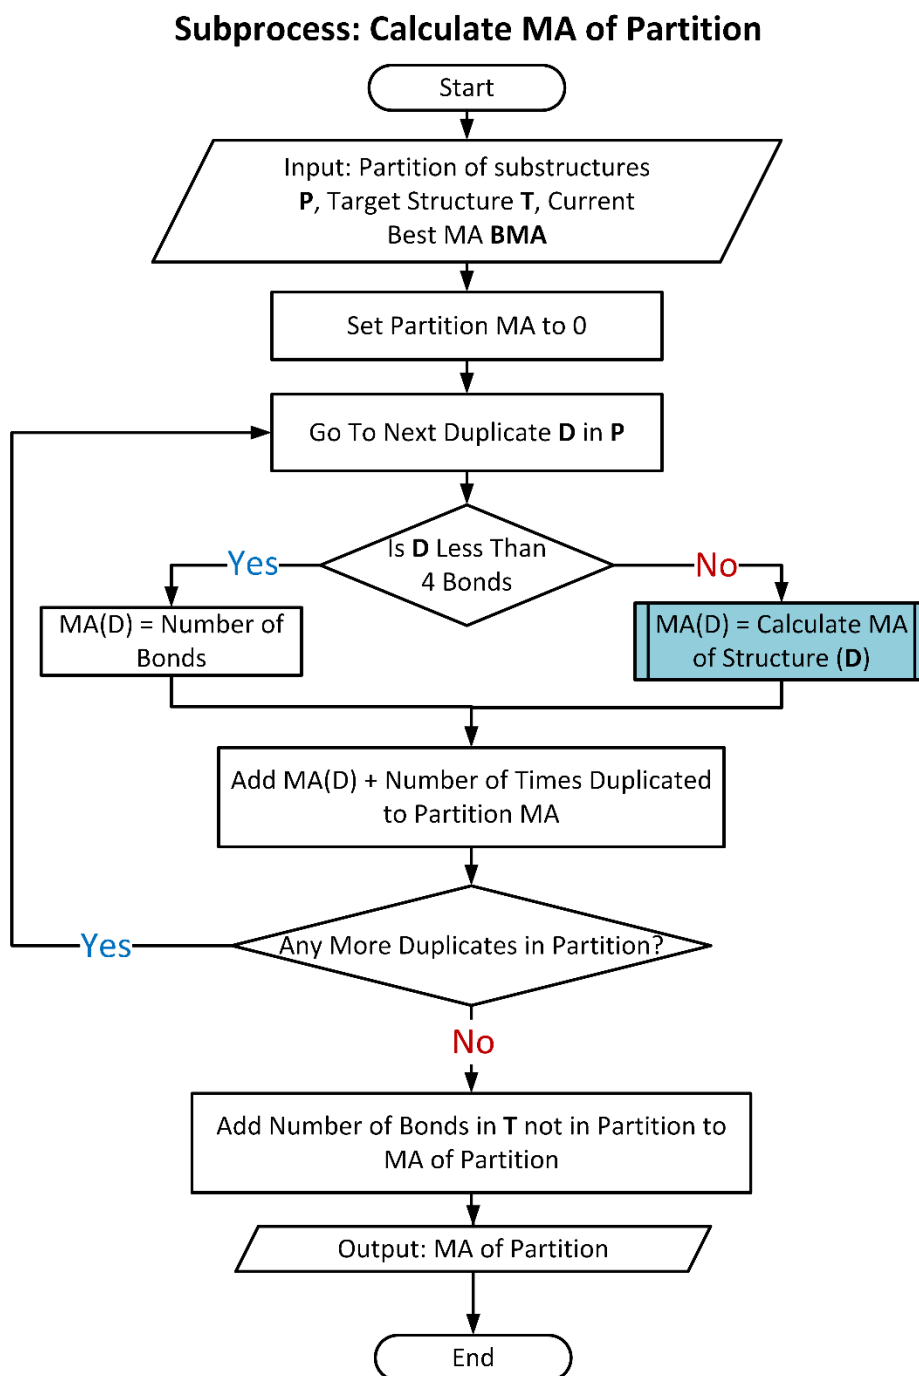 Subprocess: Calculate MA of Partition
Start
Input: Partition of substructures
P, Target Structure T, Current
Best MA BMA
Set Partition MA to 0
Go To Next Duplicate D in P
Is D Less Than
4 Bonds
Yes
No
MA(D) = Number of
Bonds
MA(D) = Calculate MA
of Structure (D)
Add MA(D) + Number of Times Duplicated
to Partition MA
Any More Duplicates in Partition?
Yes
No
Add Number of Bonds in T not in Partition to
MA of Partition
Output: MA of Partition
End